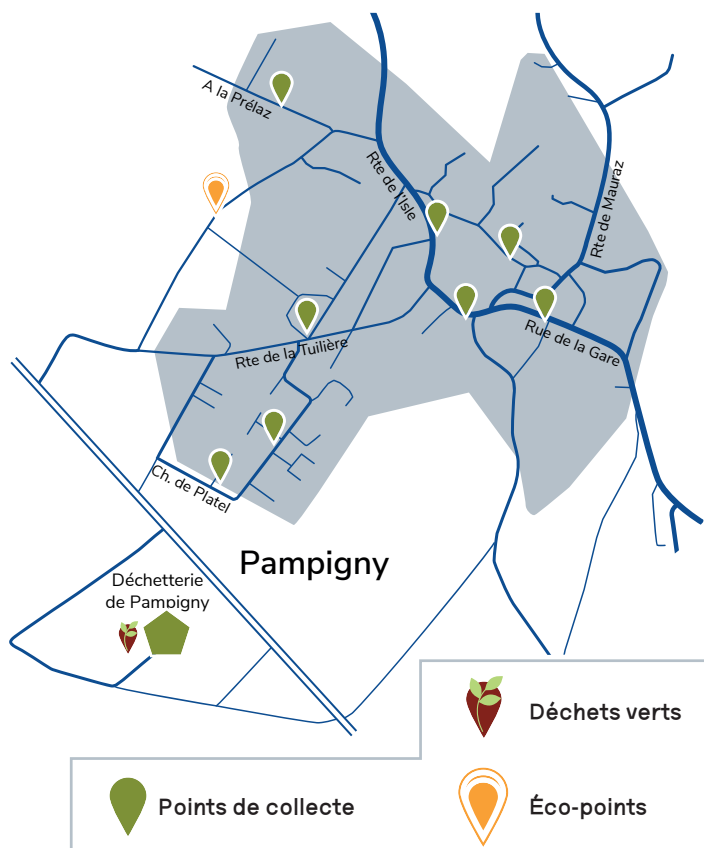 A la Prélaz
Rte de l'Isle
Rte de Mauraz
Rue de la Gare
Rte de la Tuilière
Ch. de Platel
Pampigny
Déchetterie
de Pampigny
Déchets verts
Points de collecte
Éco-points